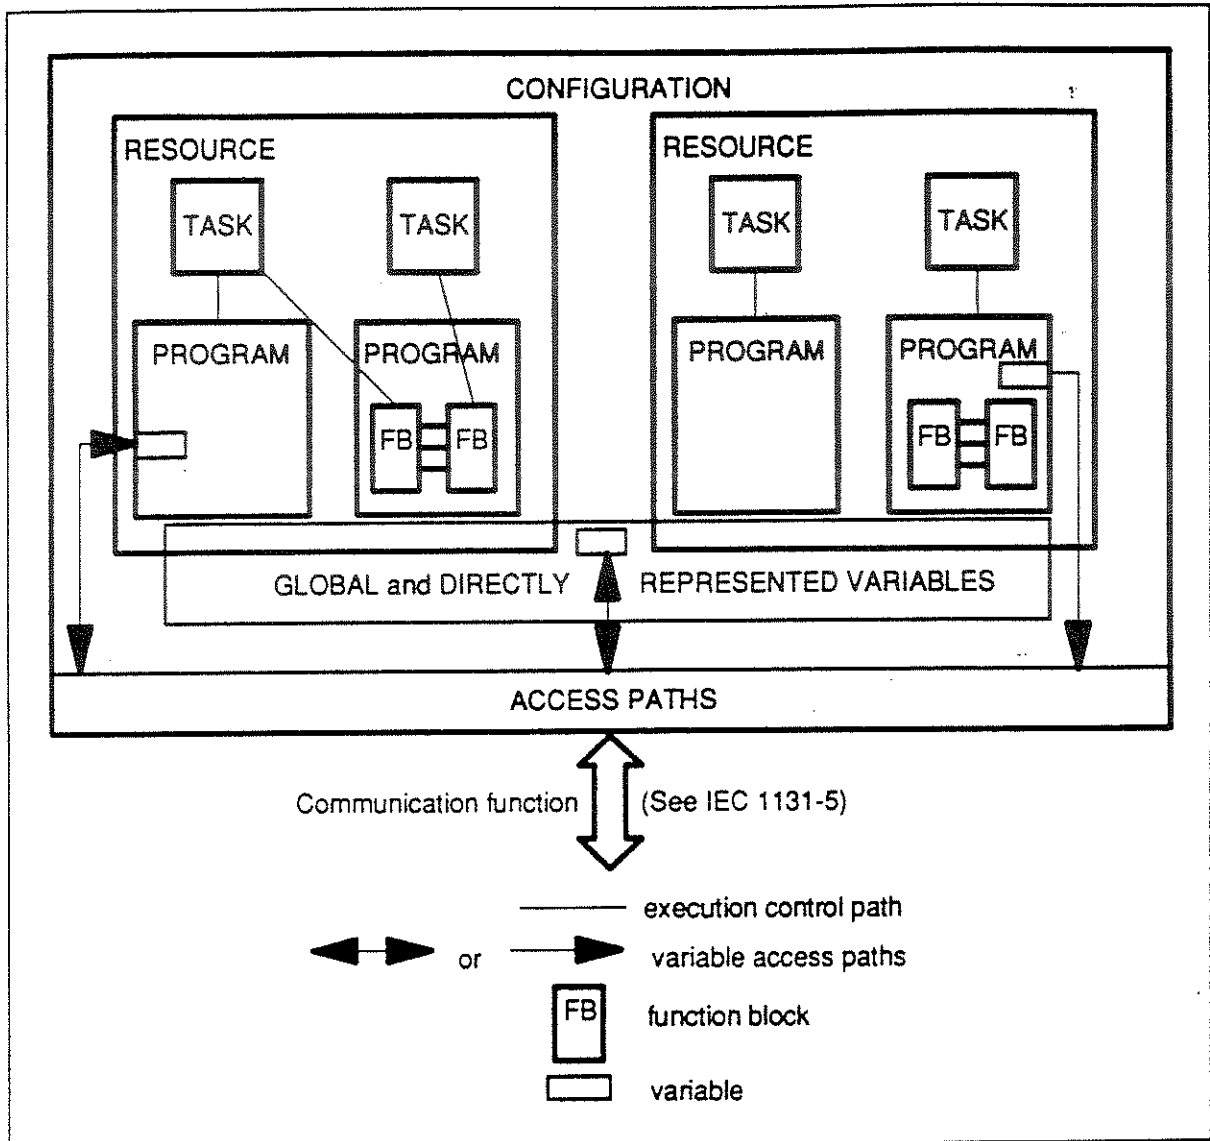 CONFIGURATION
RESOURCE
RESOURCE
TASK
TASK
TASK
TASK
PROGRAM
PROGRAM
PROGRAM
PROGRAM
FB
FB
FB
FB
GLOBAL and DIRECTLY REPRESENTED VARIABLES
ACCESS PATHS
Communication function (See IEC 1131-5)
execution control path
or variable access paths
FB function block
variable